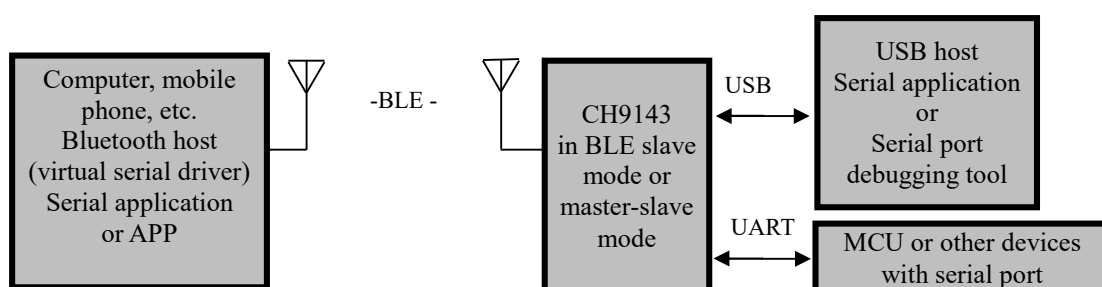 Computer, mobile
phone, etc.
Bluetooth host
(virtual serial driver)
Serial application
or APP
-BLE -
CH9143
in BLE slave
mode or
master-slave
mode
USB
UART
USB host
Serial application
or
Serial port
debugging tool
MCU or other devices
with serial port